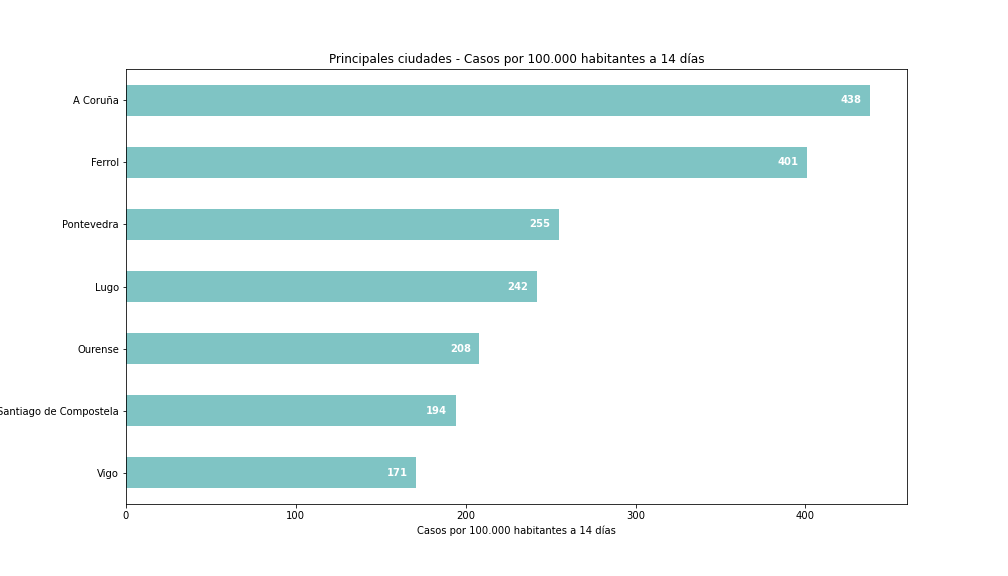 Principales ciudades - Casos por 100.000 habitantes a 14 días
A Coruña
438
Ferrol
401
Pontevedra
255
Lugo
242
Ourense
208
Santiago de Compostela
194
Vigo
171
0
100
200
300
400
Casos por 100.000 habitantes a 14 días